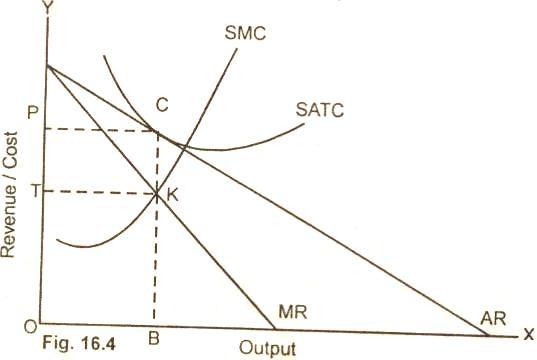 Y
SMC
C
P
SATC
T
K
Revenue / Cost
MR
AR
O
X
Fig. 16.4
B
Output